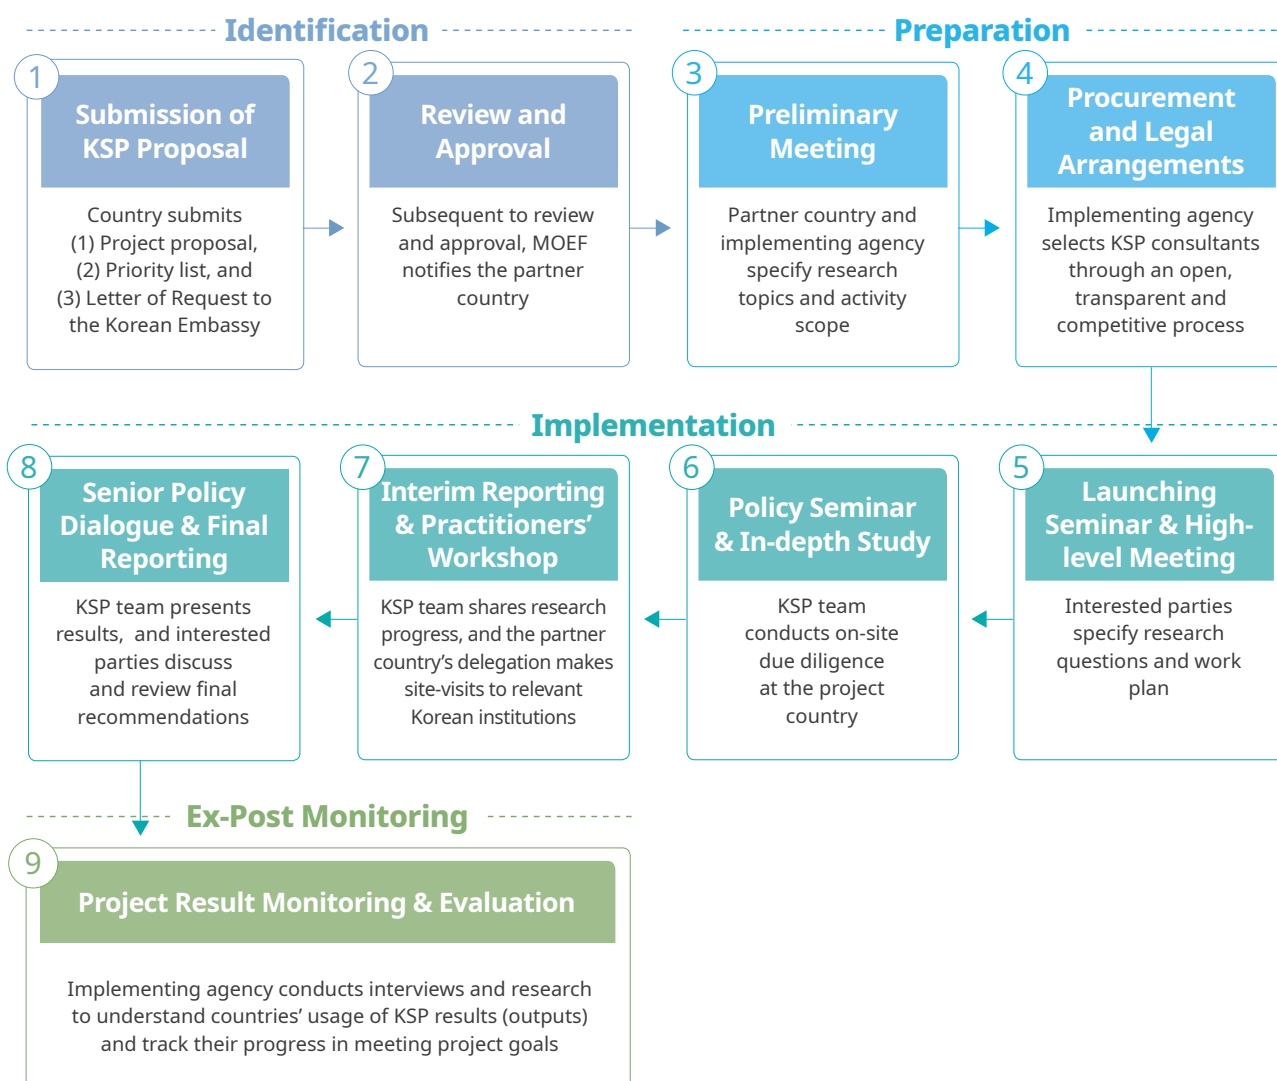 Identification
1
Submission of
KSP Proposal
Country submits
(1) Project proposal,
(2) Priority list, and
(3) Letter of Request to
the Korean Embassy
2
Review and
Approval
Subsequent to review
and approval, MOEF
notifies the partner
country
Preparation
3
Preliminary
Meeting
Partner country and
implementing agency
specify research
topics and activity
scope
4
Procurement
and Legal
Arrangements
Implementing agency
selects KSP consultants
through an open,
transparent and
competitive process
Implementation
5
Launching
Seminar & High-
level Meeting
Interested parties
specify research
questions and work
plan
6
Policy Seminar
& In-depth Study
KSP team
conducts on-site
due diligence
at the project
country
7
Interim Reporting
& Practitioners’
Workshop
KSP team shares research
progress, and the partner
country’s delegation makes
site-visits to relevant
Korean institutions
8
Senior Policy
Dialogue & Final
Reporting
KSP team presents
results, and interested
parties discuss
and review final
recommendations
Ex-Post Monitoring
9
Project Result Monitoring & Evaluation
Implementing agency conducts interviews and research
to understand countries’ usage of KSP results (outputs)
and track their progress in meeting project goals